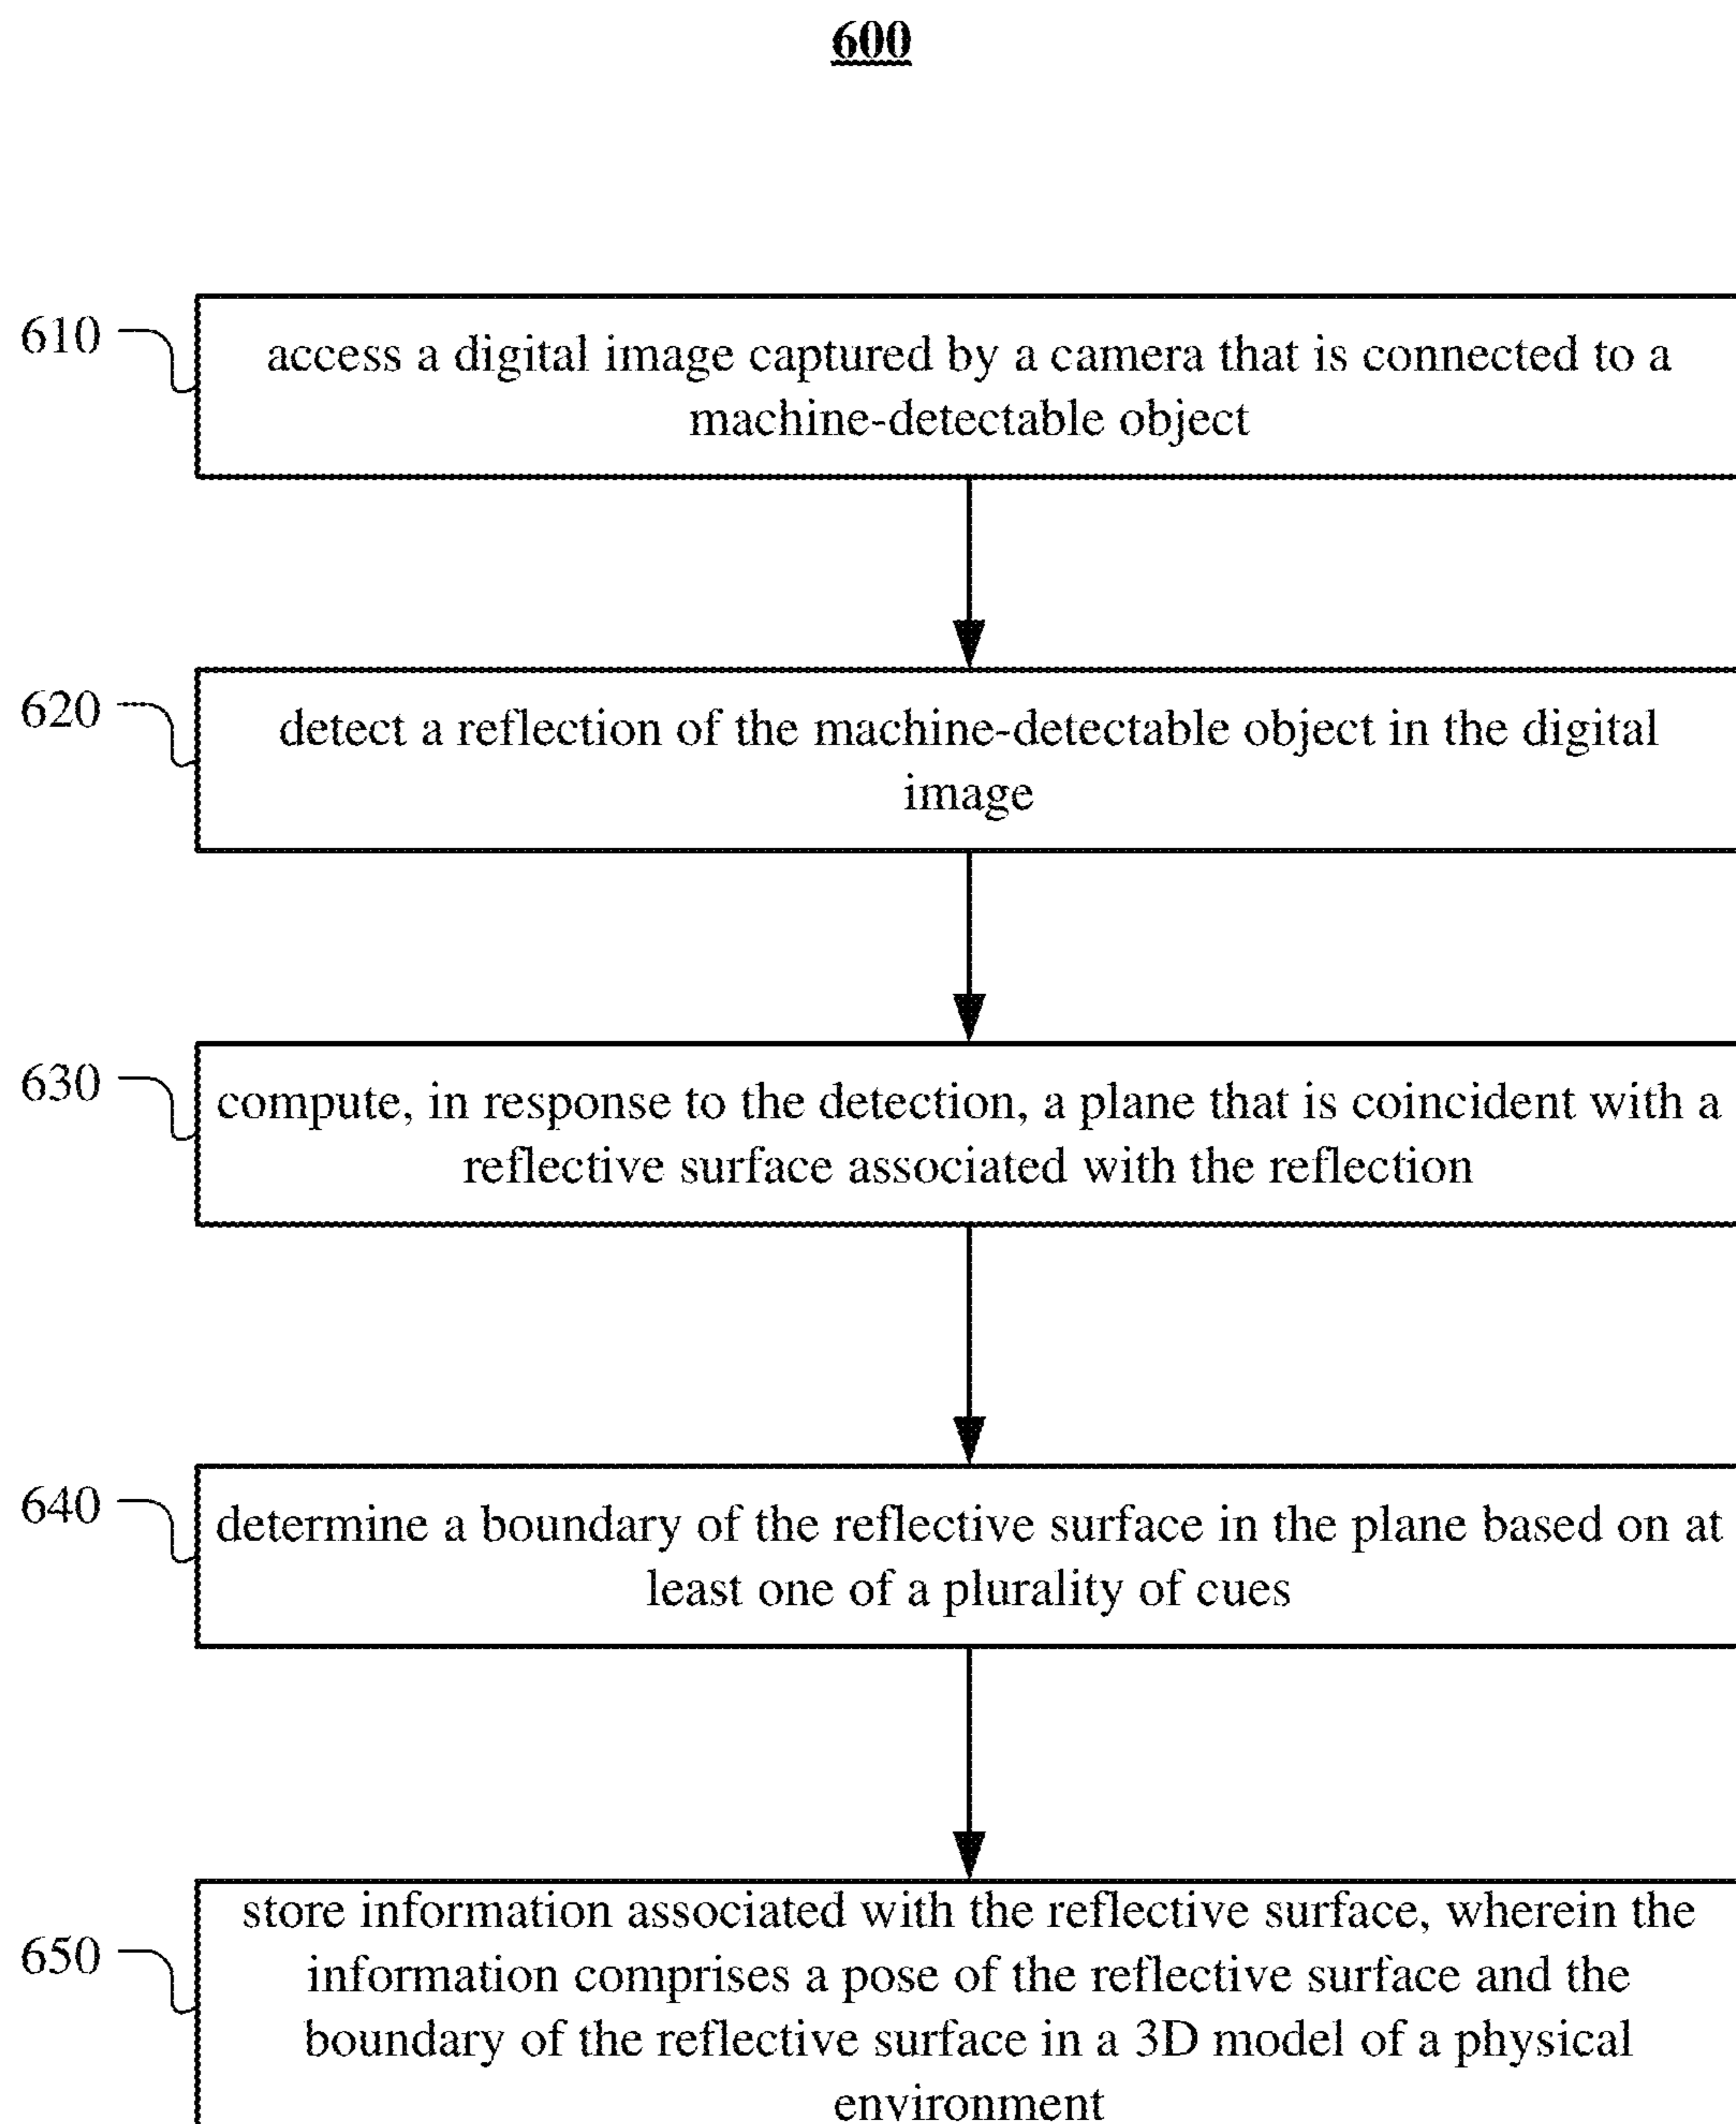 600
610
access a digital image captured by a camera that is connected to a
machine-detectable object
620
detect a reflection of the machine-detectable object in the digital
image
630
compute, in response to the detection, a plane that is coincident with a
reflective surface associated with the reflection
640
determine a boundary of the reflective surface in the plane based on at
least one of a plurality of cues
650
store information associated with the reflective surface, wherein the
information comprises a pose of the reflective surface and the
boundary of the reflective surface in a 3D model of a physical
environment